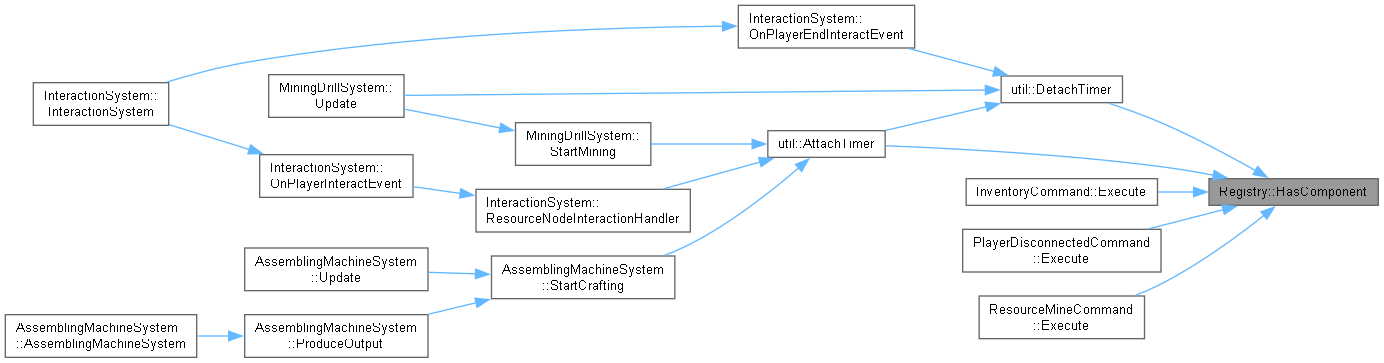 InteractionSystem::
OnPlayerEndInteractEvent
InteractionSystem::
InteractionSystem
MiningDrillSystem::
Update
util::DetachTimer
MiningDrillSystem::
StartMining
util::AttachTimer
InteractionSystem::
OnPlayerInteractEvent
InventoryCommand::Execute
Registry::HasComponent
InteractionSystem::
ResourceNodeInteractionHandler
PlayerDisconnectedCommand
::Execute
AssemblingMachineSystem
::Update
AssemblingMachineSystem
::StartCrafting
ResourceMineCommand
::Execute
AssemblingMachineSystem
::AssemblingMachineSystem
AssemblingMachineSystem
::ProduceOutput